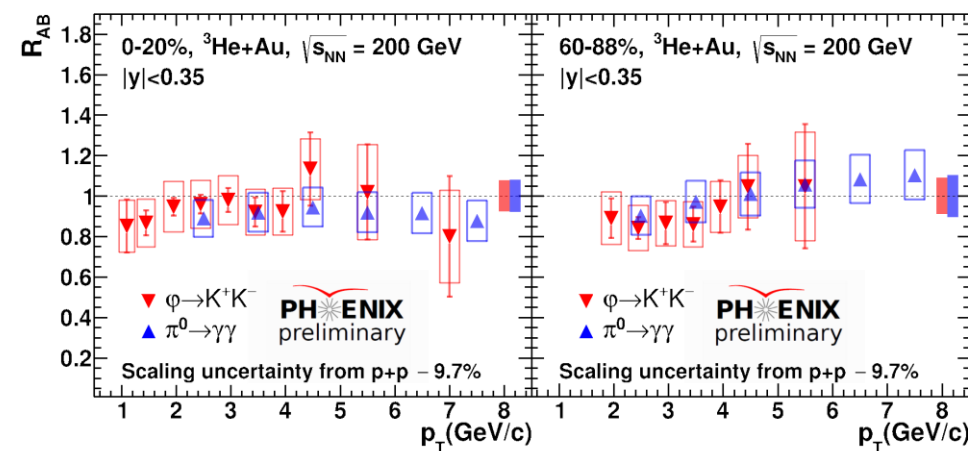 R_AB
1.8
1.6
1.4
1.2
1
0.8
0.6
0.4
0.2
0-20%, ³He+Au, √s_NN = 200 GeV
|y|<0.35
φ→K⁺K⁻
π⁰→γγ
PHENIX
preliminary
Scaling uncertainty from p+p − 9.7%
1 2 3 4 5 6 7 8
p_T(GeV/c)
60-88%, ³He+Au, √s_NN = 200 GeV
|y|<0.35
φ→K⁺K⁻
π⁰→γγ
PHENIX
preliminary
Scaling uncertainty from p+p − 9.7%
1 2 3 4 5 6 7 8
p_T(GeV/c)